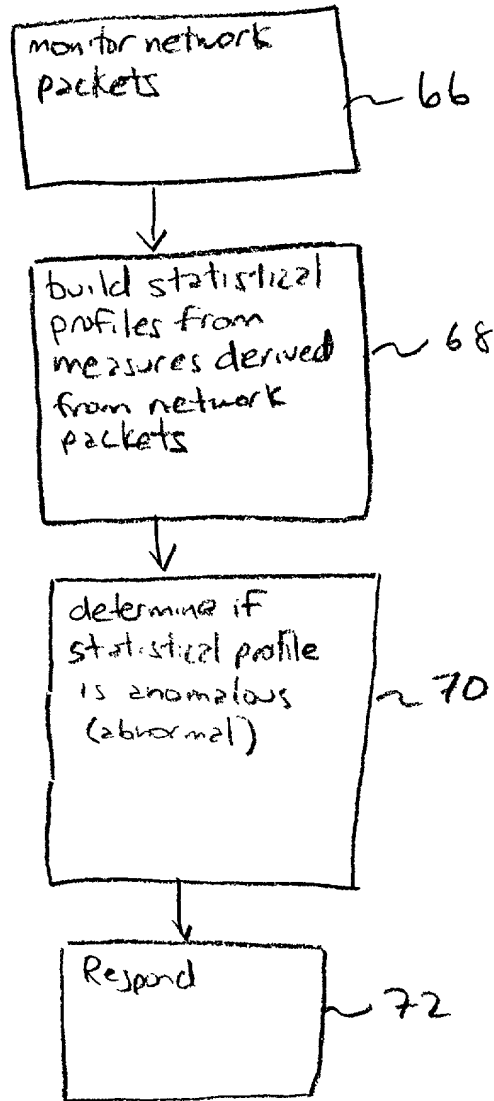 monitor network
packets
66
build statistical
profiles from
measures derived
from network
packets
68
determine if
statistical profile
is anomalous
(abnormal)
70
Respond
72